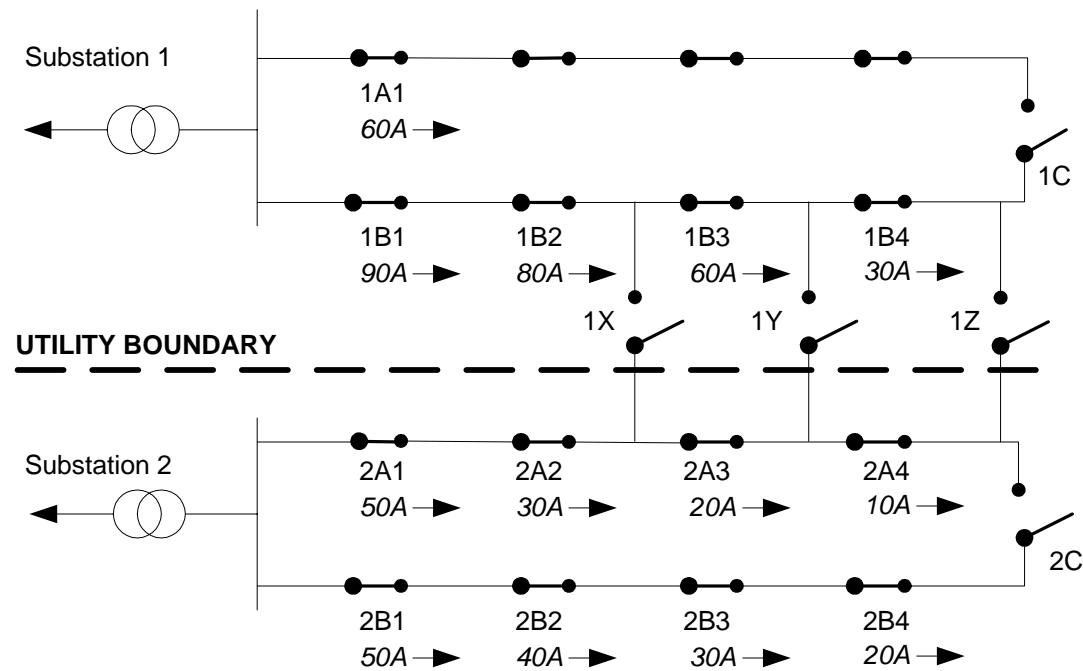 Substation 1
1A1
60A
1C
1B1 1B2 1B3 1B4
90A 80A 60A 30A
1X 1Y 1Z
UTILITY BOUNDARY
Substation 2
2A1 2A2 2A3 2A4
50A 30A 20A 10A
2C
2B1 2B2 2B3 2B4
50A 40A 30A 20A